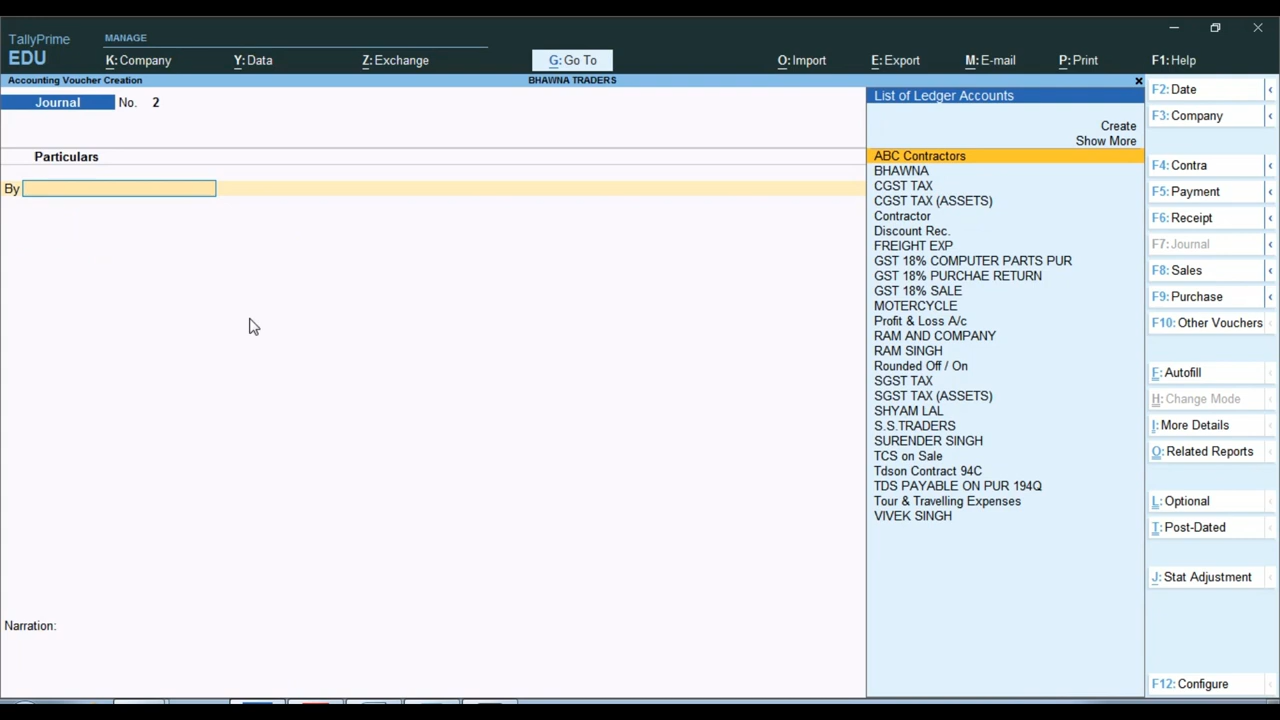 TallyPrime
EDU
MANAGE
K: Company
Y: Data
Z: Exchange
G: Go To
O: Import
E: Export
M: E-mail
P: Print
F1: Help
Accounting Voucher Creation
BHAWNA TRADERS
Journal No. 2
Particulars
By
Narration:
List of Ledger Accounts
Create
Show More
ABC Contractors
BHAWNA
CGST TAX
CGST TAX (ASSETS)
Contractor
Discount Rec.
FREIGHT EXP
GST 18% COMPUTER PARTS PUR
GST 18% PURCHAE RETURN
GST 18% SALE
MOTERCYCLE
Profit & Loss A/c
RAM AND COMPANY
RAM SINGH
Rounded Off / On
SGST TAX
SGST TAX (ASSETS)
SHYAM LAL
S.S.TRADERS
SURENDER SINGH
TCS on Sale
Tdson Contract 94C
TDS PAYABLE ON PUR 194Q
Tour & Travelling Expenses
VIVEK SINGH
F2: Date
F3: Company
F4: Contra
F5: Payment
F6: Receipt
F7: Journal
F8: Sales
F9: Purchase
F10: Other Vouchers
F: Autofill
H: Change Mode
I: More Details
O: Related Reports
L: Optional
T: Post-Dated
J: Stat Adjustment
F12: Configure